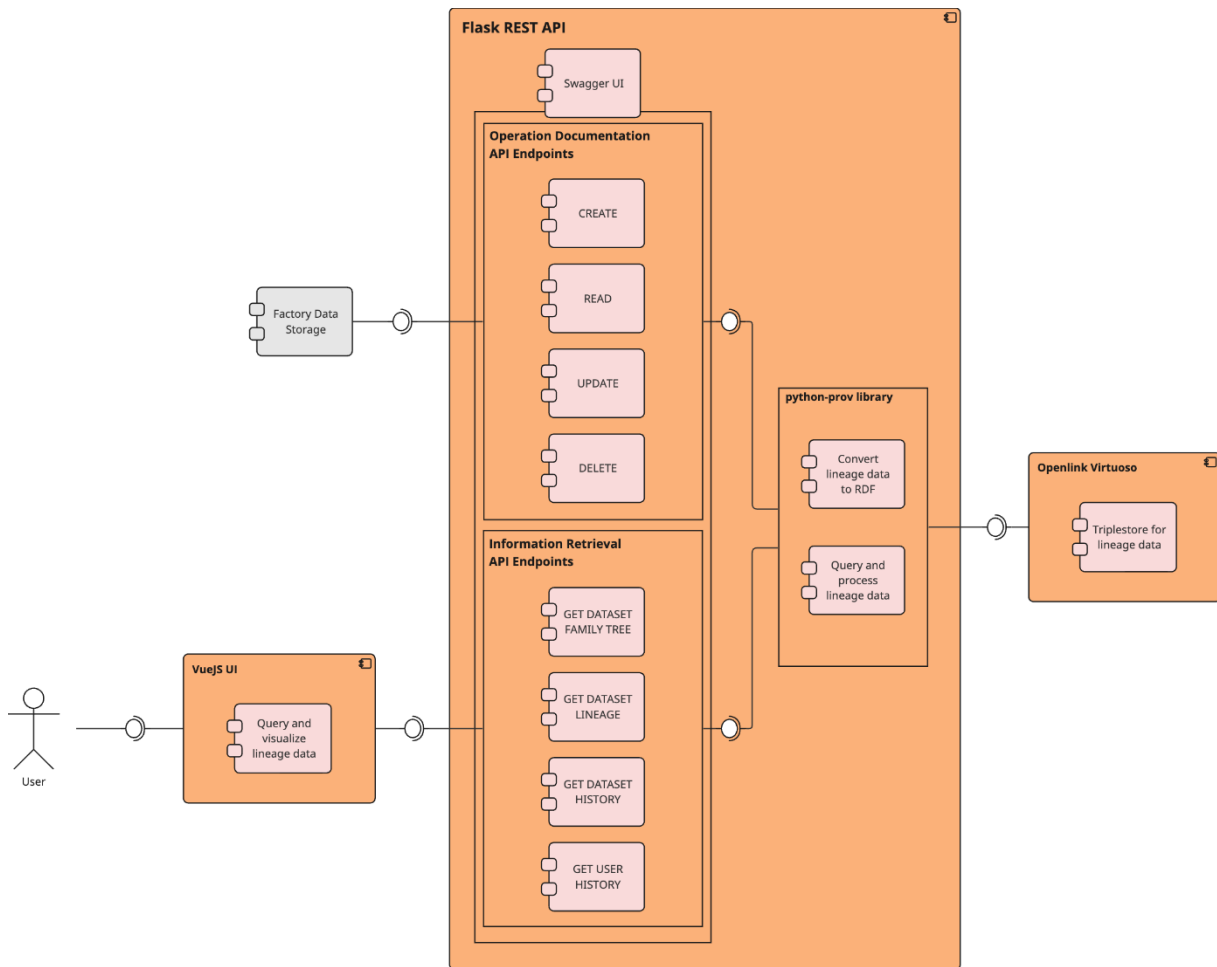 Flask REST API
Swagger UI
Operation Documentation
API Endpoints
CREATE
READ
UPDATE
DELETE
Factory Data
Storage
python-prov library
Convert
lineage data
to RDF
Query and
process
lineage data
Openlink Virtuoso
Triplestore for
lineage data
Information Retrieval
API Endpoints
GET DATASET
FAMILY TREE
GET DATASET
LINEAGE
GET DATASET
HISTORY
GET USER
HISTORY
VueJS UI
Query and
visualize
lineage data
User